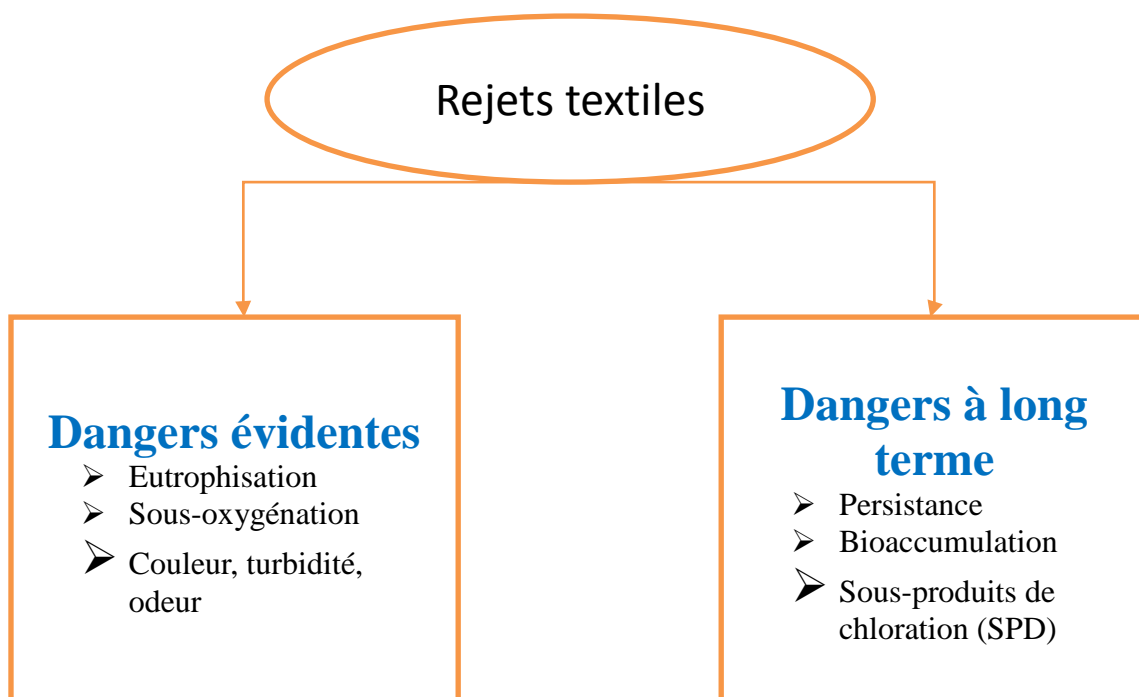 Rejets textiles
Dangers évidentes
➢ Eutrophisation
➢ Sous-oxygénation
➢ Couleur, turbidité,
odeur
Dangers à long
terme
➢ Persistance
➢ Bioaccumulation
➢ Sous-produits de
chloration (SPD)